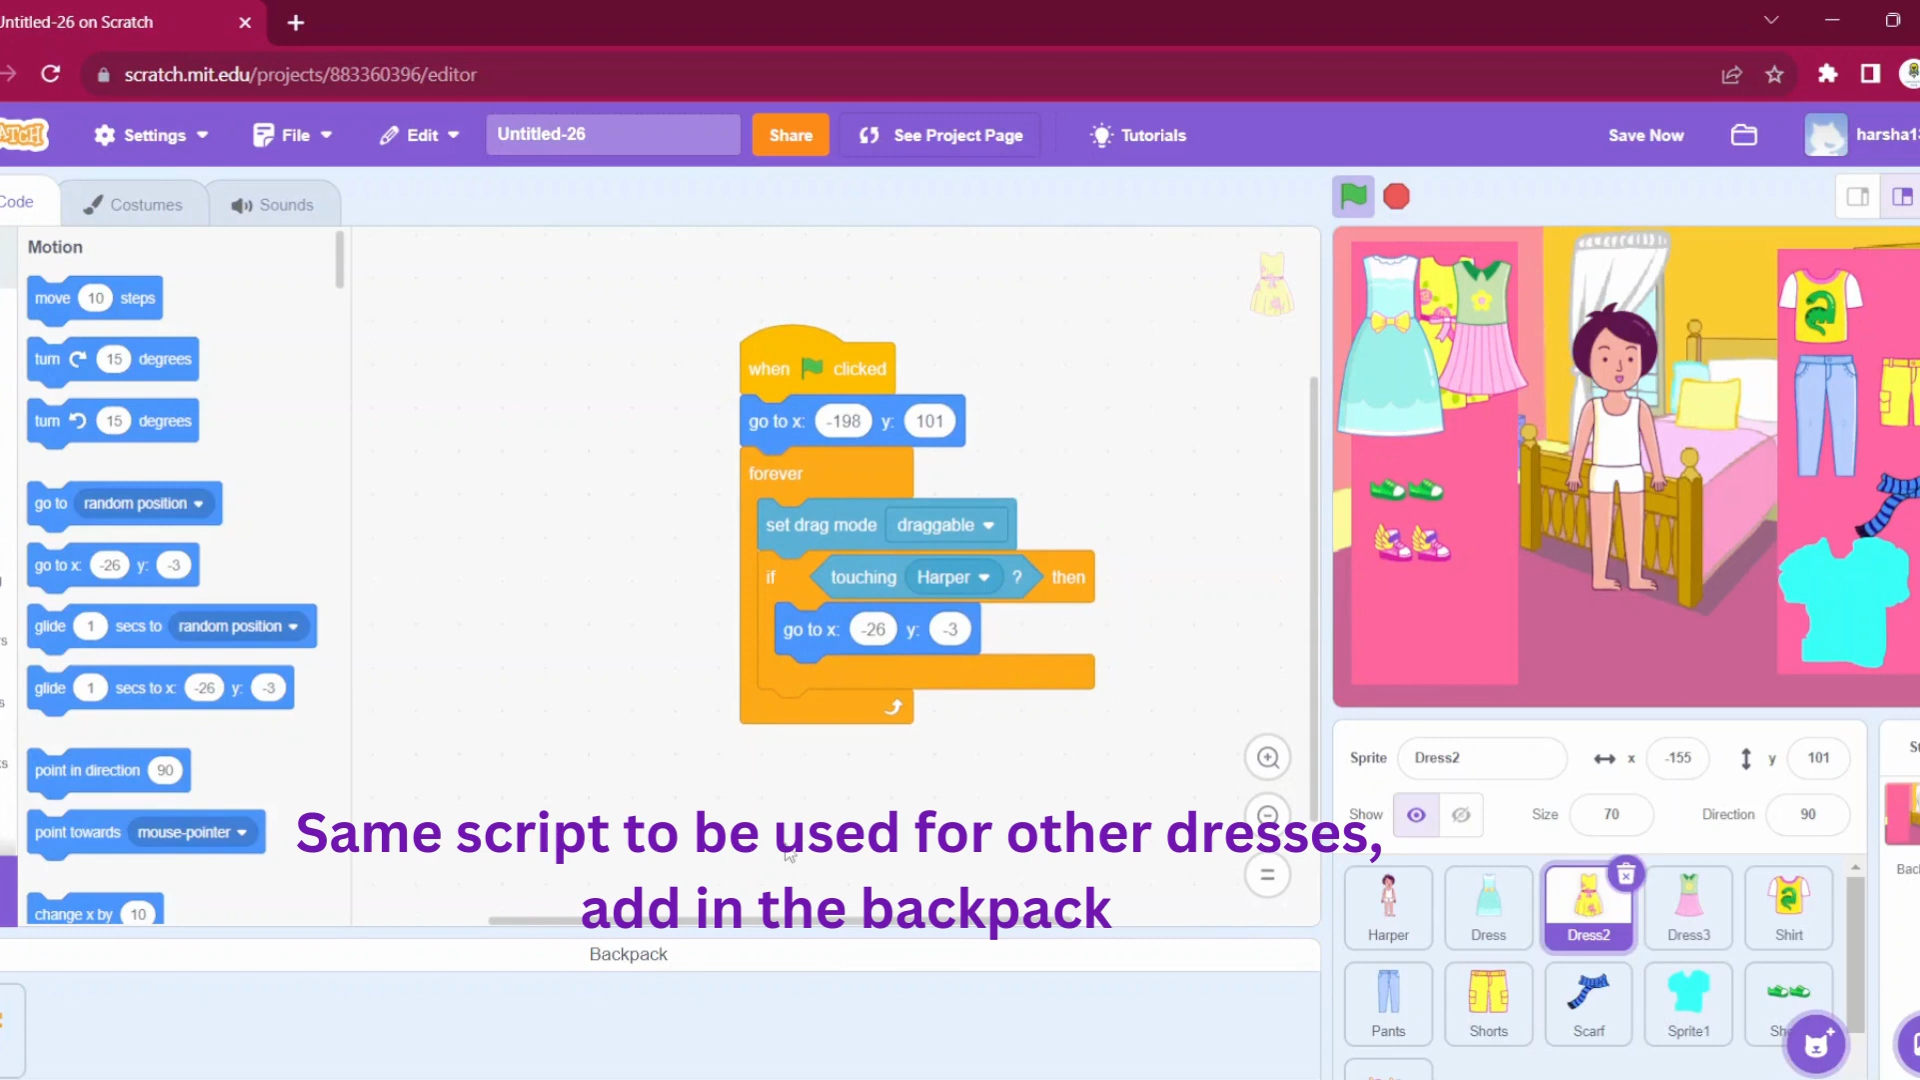 Untitled-26 on Scratch
scratch.mit.edu/projects/883360396/editor
Settings File Edit Untitled-26 Share See Project Page Tutorials Save Now
Code Costumes Sounds
Motion
move 10 steps
turn 15 degrees
turn 15 degrees
go to random position
go to x: -26 y: -3
glide 1 secs to random position
glide 1 secs to x: -26 y: -3
point in direction 90
point towards mouse-pointer
change x by 10
when clicked
go to x: -198 y: 101
forever
set drag mode draggable
if touching Harper ? then
go to x: -26 y: -3
Same script to be used for other dresses,
add in the backpack
Backpack
Sprite Dress2 x -155 y 101
Show Size 70 Direction 90
Harper Dress Dress2 Dress3 Shirt
Pants Shorts Scarf Sprite1